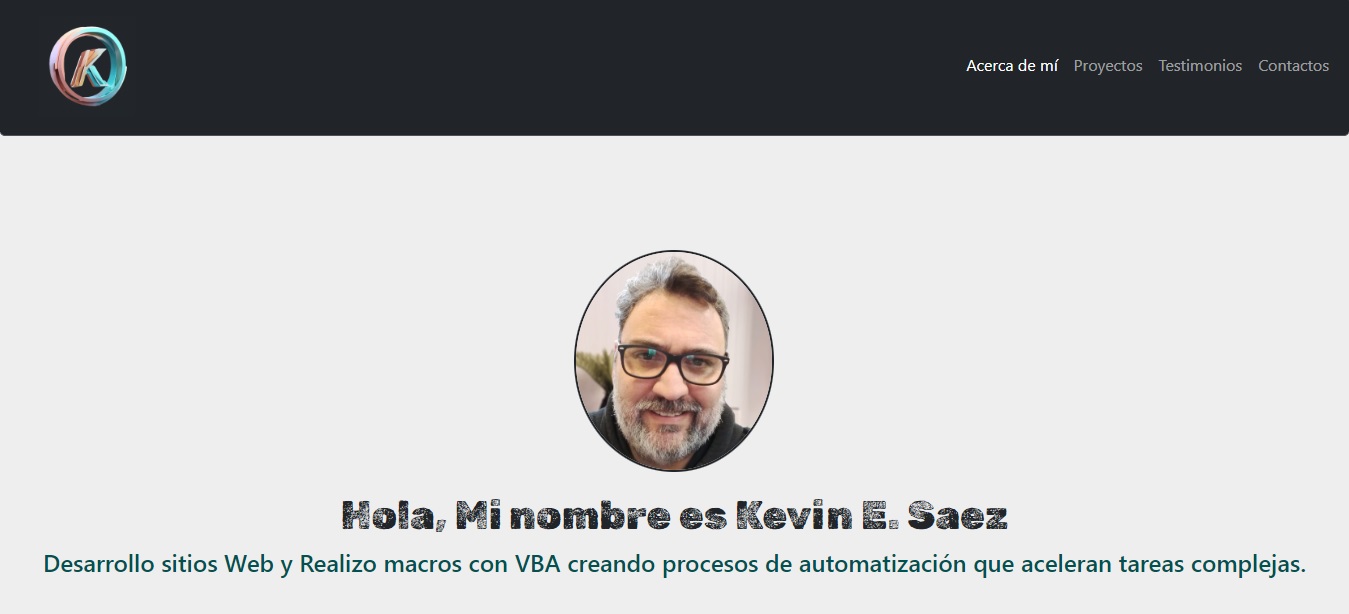 K
Acerca de mí Proyectos Testimonios Contactos
Hola, Mi nombre es Kevin E. Saez
Desarrollo sitios Web y Realizo macros con VBA creando procesos de automatización que aceleran tareas complejas.